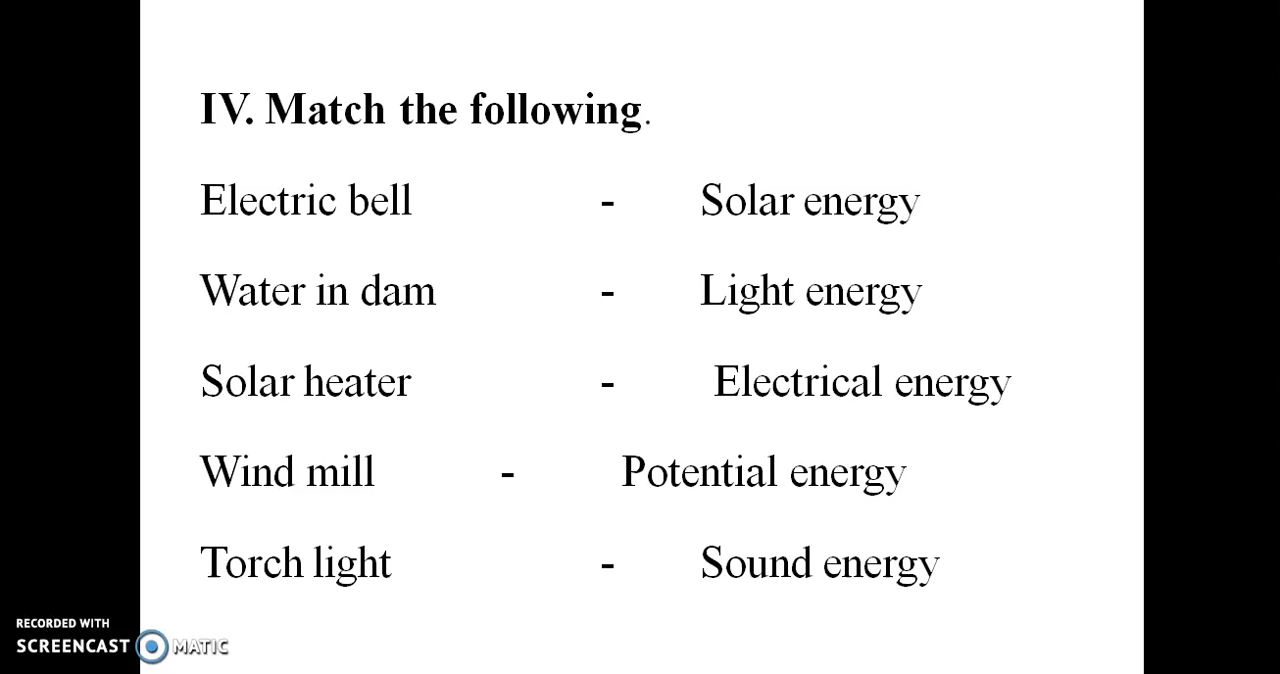 IV. Match the following.
Electric bell - Solar energy
Water in dam - Light energy
Solar heater - Electrical energy
Wind mill - Potential energy
Torch light - Sound energy
RECORDED WITH
SCREENCAST MATIC